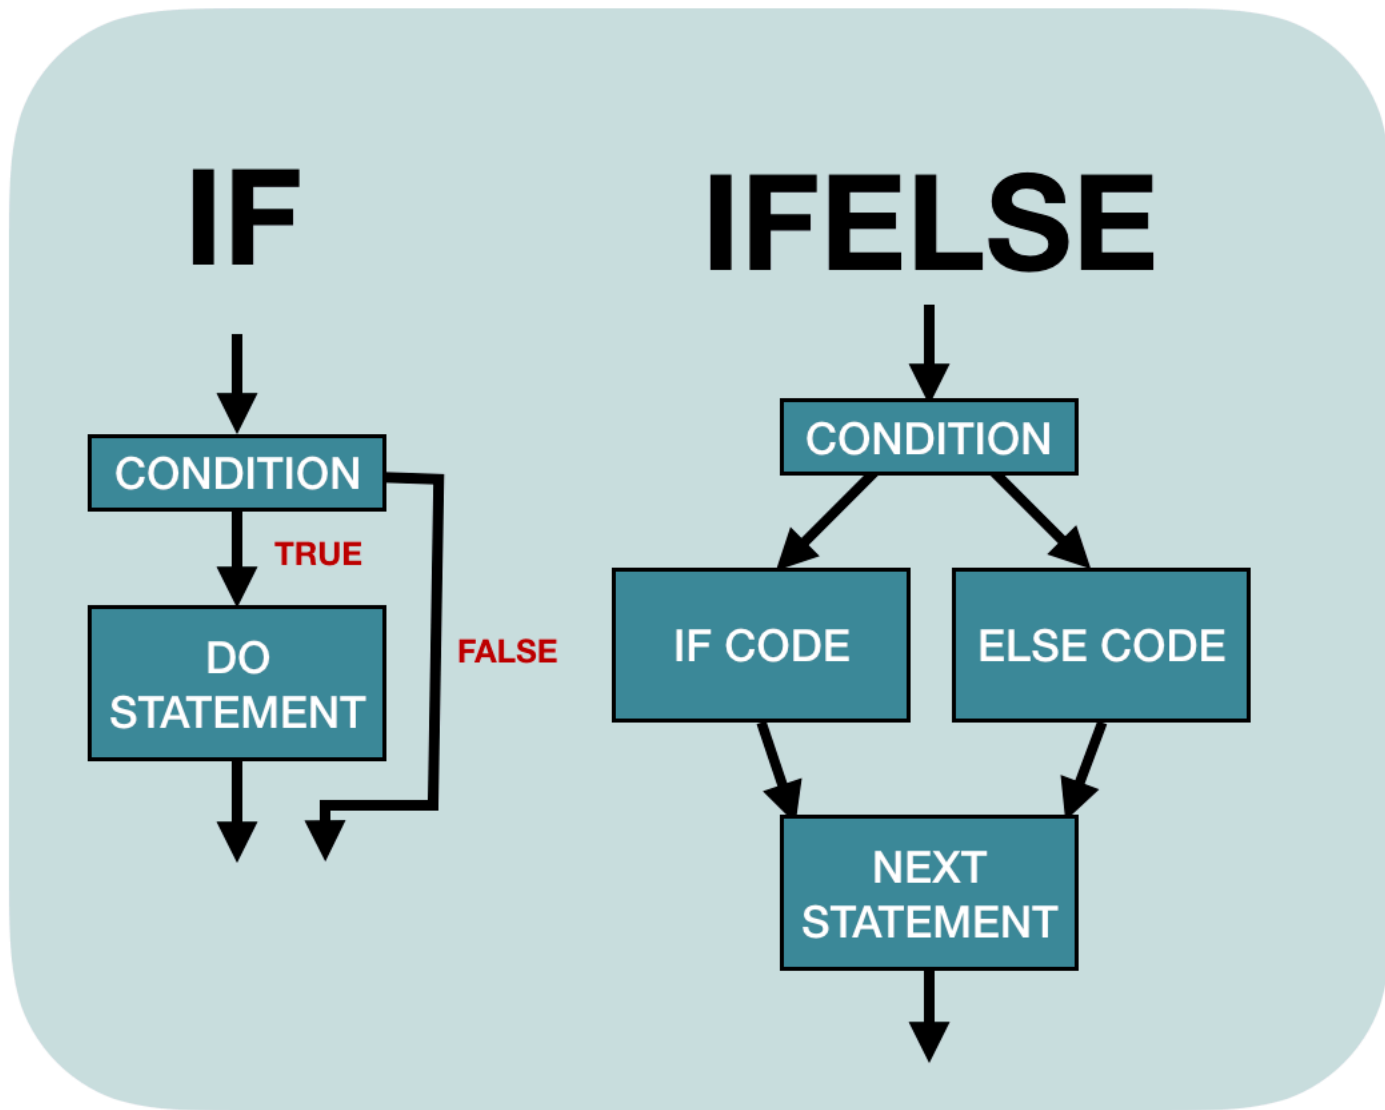 IF
CONDITION
TRUE
DO
STATEMENT
FALSE
IFELSE
CONDITION
IF CODE
ELSE CODE
NEXT
STATEMENT